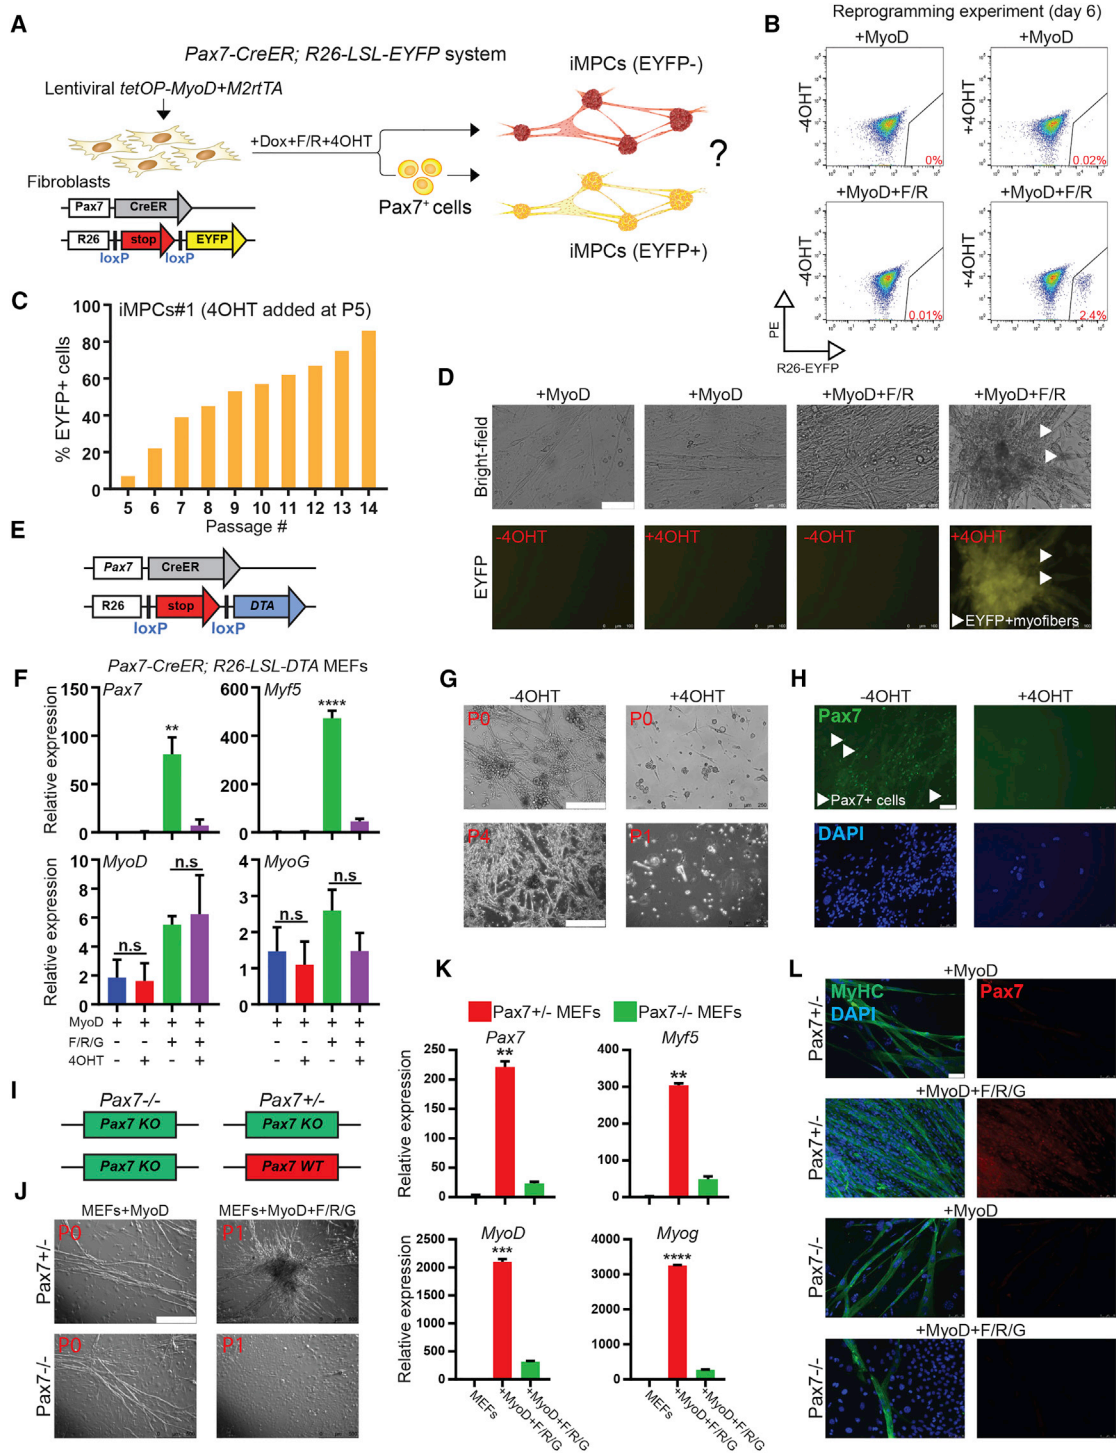 A
Pax7-CreER; R26-LSL-EYFP system
Lentiviral tetOP-MyoD+M2rtTA
+Dox+F/R+4OHT
Fibroblasts
Pax7
CreER
R26
stop
EYFP
loxP
loxP
Pax7+ cells
iMPCs (EYFP-)
?
iMPCs (EYFP+)
B
Reprogramming experiment (day 6)
+MyoD
+MyoD
-4OHT
+4OHT
0%
0.02%
+MyoD+F/R
+MyoD+F/R
-4OHT
+4OHT
0.01%
2.4%
PE
R26-EYFP
C
iMPCs#1 (4OHT added at P5)
% EYFP+ cells
100
80
60
40
20
0
5 6 7 8 9 10 11 12 13 14
Passage #
D
+MyoD
+MyoD
+MyoD+F/R
+MyoD+F/R
Bright-field
EYFP
-4OHT
+4OHT
-4OHT
+4OHT
EYFP+myofibers
E
Pax7
CreER
R26
stop
DTA
loxP
loxP
F
Pax7-CreER; R26-LSL-DTA MEFs
Relative expression
Pax7
150
100
50
0
**
Myf5
600
400
200
0
****
Relative expression
MyoD
10
8
6
4
2
0
n.s
n.s
MyoG
4
3
2
1
0
n.s
n.s
MyoD + + + + + + + +
F/R/G - - + + - - + +
4OHT - + - + - + - +
G
-4OHT
+4OHT
P0
P0
P4
P1
H
-4OHT
+4OHT
Pax7
Pax7+ cells
DAPI
I
Pax7-/-
Pax7+/-
Pax7 KO
Pax7 KO
Pax7 KO
Pax7 WT
J
MEFs+MyoD
MEFs+MyoD+F/R/G
Pax7+/-
P0
P1
Pax7-/-
P0
P1
K
Pax7+/- MEFs
Pax7-/- MEFs
Relative expression
Pax7
250
200
150
100
50
0
**
Myf5
400
300
200
100
0
**
Relative expression
MyoD
2500
2000
1500
1000
500
0
***
Myog
4000
3000
2000
1000
0
****
MEFs
+MyoD+F/R/G
+MyoD+F/R/G
MEFs
+MyoD+F/R/G
+MyoD+F/R/G
L
+MyoD
Pax7+/-
MyHC
DAPI
Pax7
+MyoD+F/R/G
Pax7+/-
+MyoD
Pax7-/-
+MyoD+F/R/G
Pax7-/-